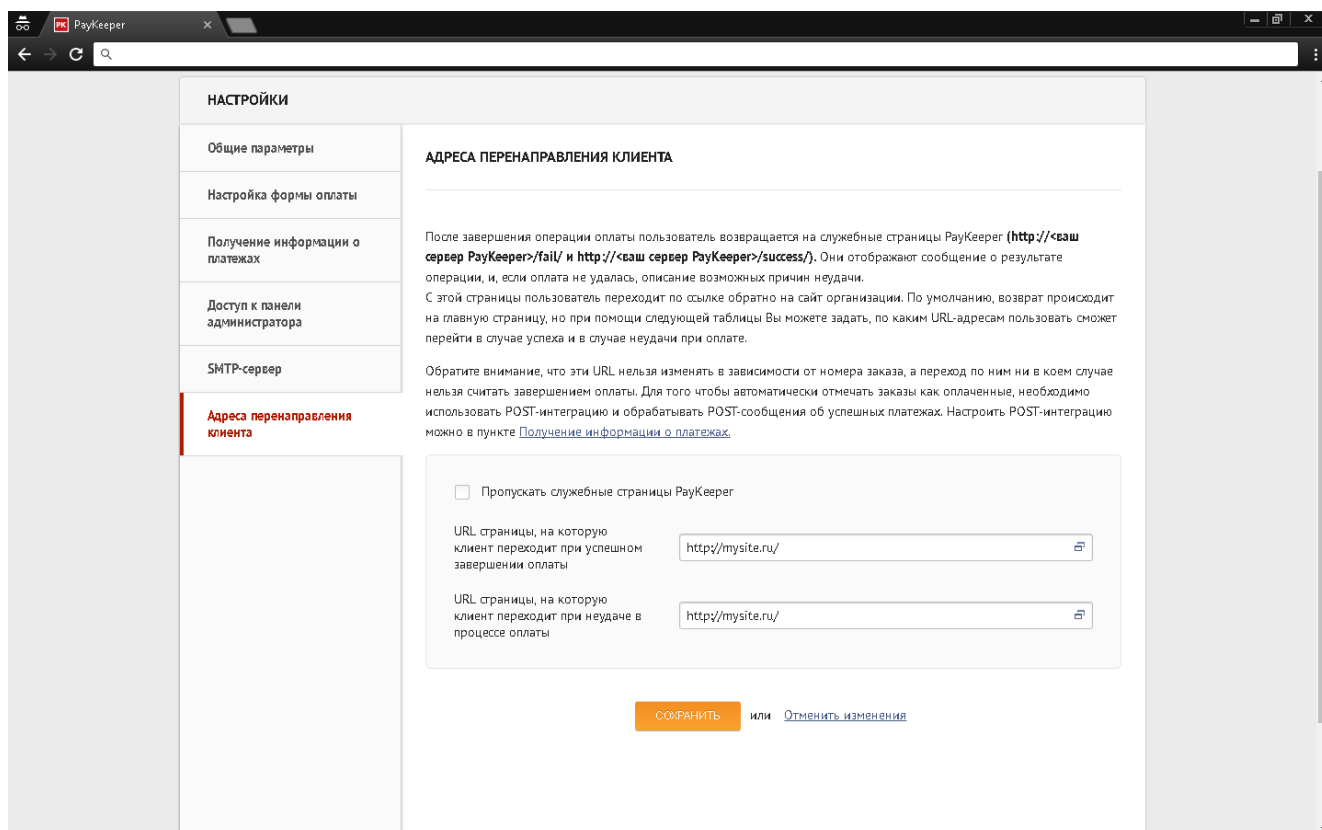 PK PayKeeper
НАСТРОЙКИ
Общие параметры
Настройка формы оплаты
Получение информации о
платежах
Доступ к панели
администратора
SMTP-сервер
Адреса перенаправления
клиента
АДРЕСА ПЕРЕНАПРАВЛЕНИЯ КЛИЕНТА
После завершения операции оплаты пользователь возвращается на служебные страницы PayKeeper (http://<ваш
сервер PayKeeper>/fail/ и http://<ваш сервер PayKeeper>/success/). Они отображают сообщение о результате
операции, и, если оплата не удалась, описание возможных причин неудачи.
С этой страницы пользователь переходит по ссылке обратно на сайт организации. По умолчанию, возврат происходит
на главную страницу, но при помощи следующей таблицы Вы можете задать, по каким URL-адресам пользовать сможет
перейти в случае успеха и в случае неудачи при оплате.
Обратите внимание, что эти URL нельзя изменять в зависимости от номера заказа, а переход по ним ни в коем случае
нельзя считать завершением оплаты. Для того чтобы автоматически отмечать заказы как оплаченные, необходимо
использовать POST-интеграцию и обрабатывать POST-сообщения об успешных платежах. Настроить POST-интеграцию
можно в пункте Получение информации о платежах.
Пропускать служебные страницы PayKeeper
URL страницы, на которую
клиент переходит при успешном
завершении оплаты
http://mysite.ru/
URL страницы, на которую
клиент переходит при неудаче в
процессе оплаты
http://mysite.ru/
СОХРАНИТЬ или Отменить изменения